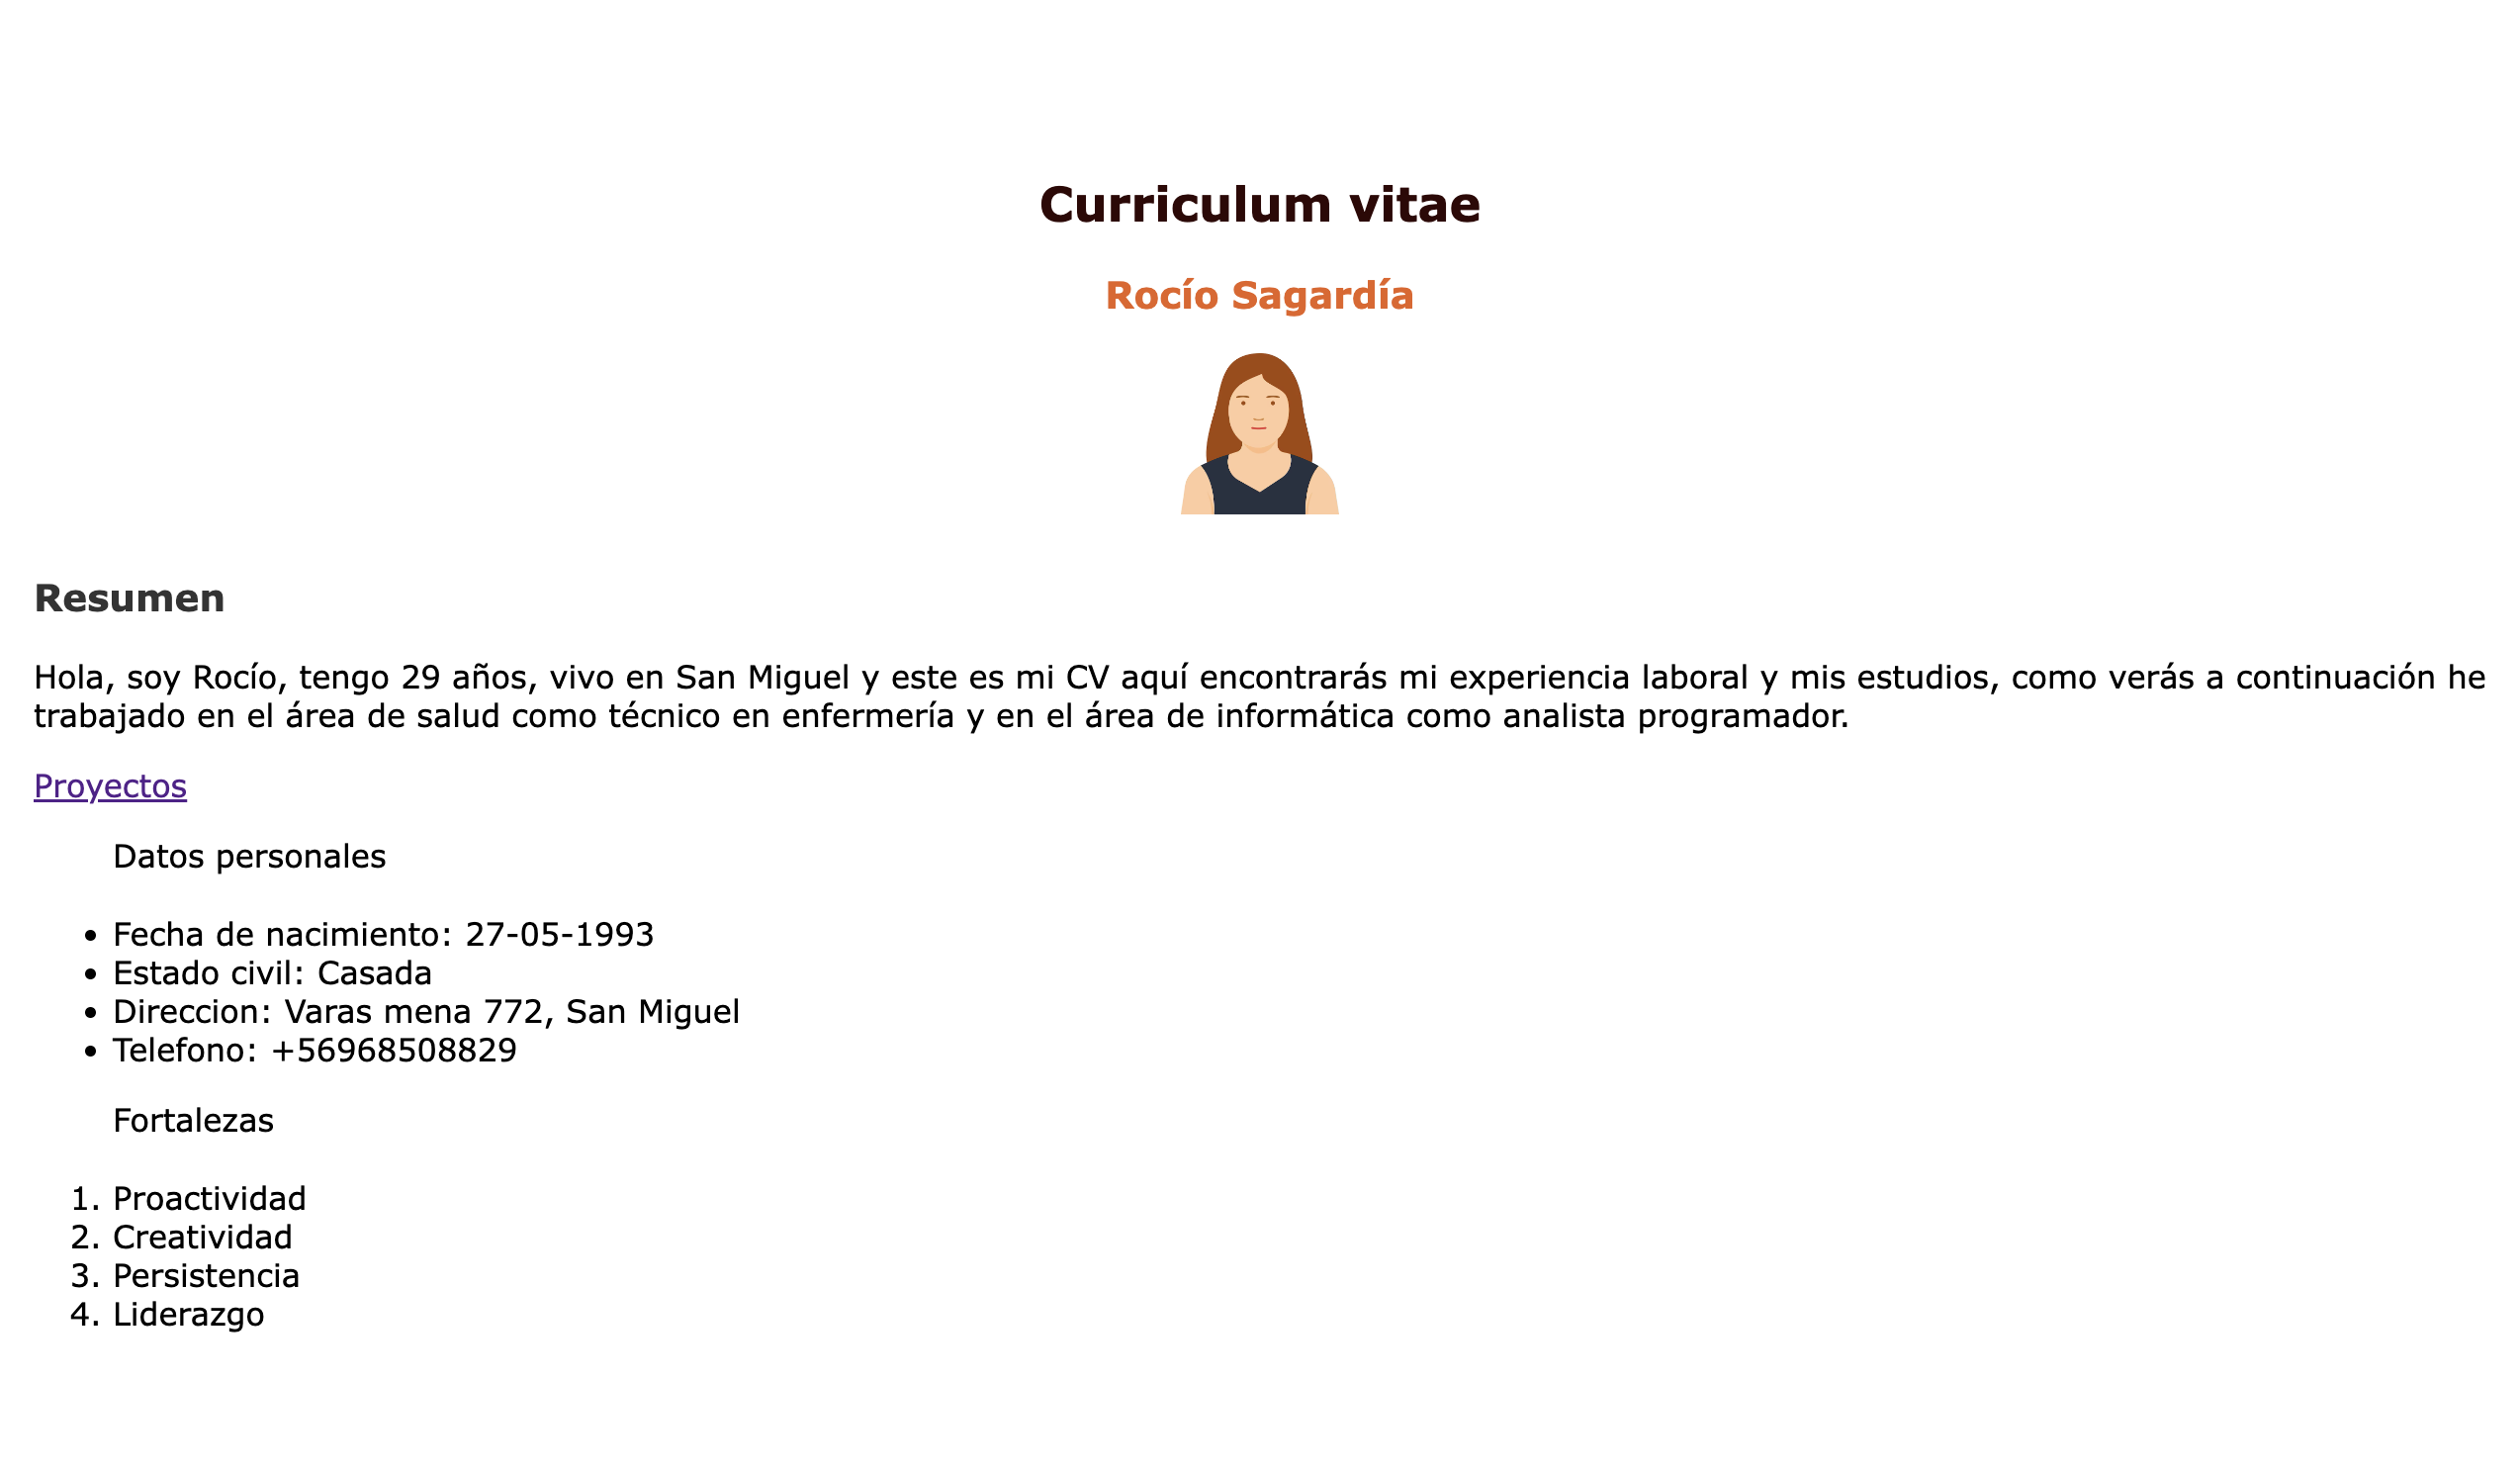 Curriculum vitae
Rocío Sagardía
Resumen
Hola, soy Rocío, tengo 29 años, vivo en San Miguel y este es mi CV aquí encontrarás mi experiencia laboral y mis estudios, como verás a continuación he
trabajado en el área de salud como técnico en enfermería y en el área de informática como analista programador.
Proyectos
Datos personales
• Fecha de nacimiento: 27-05-1993
• Estado civil: Casada
• Direccion: Varas mena 772, San Miguel
• Telefono: +56968508829
Fortalezas
1. Proactividad
2. Creatividad
3. Persistencia
4. Liderazgo